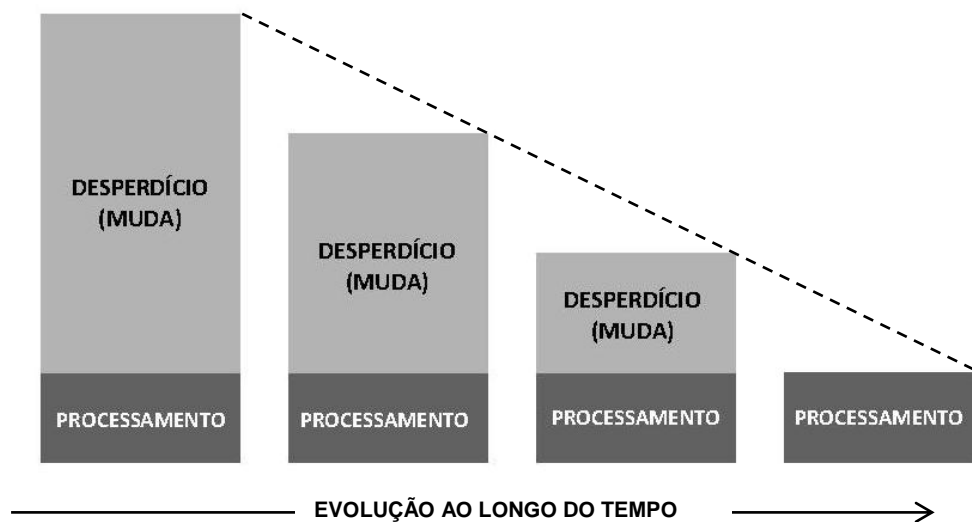 DESPERDÍCIO
(MUDA)
DESPERDÍCIO
(MUDA)
DESPERDÍCIO
(MUDA)
PROCESSAMENTO
PROCESSAMENTO
PROCESSAMENTO
PROCESSAMENTO
EVOLUÇÃO AO LONGO DO TEMPO